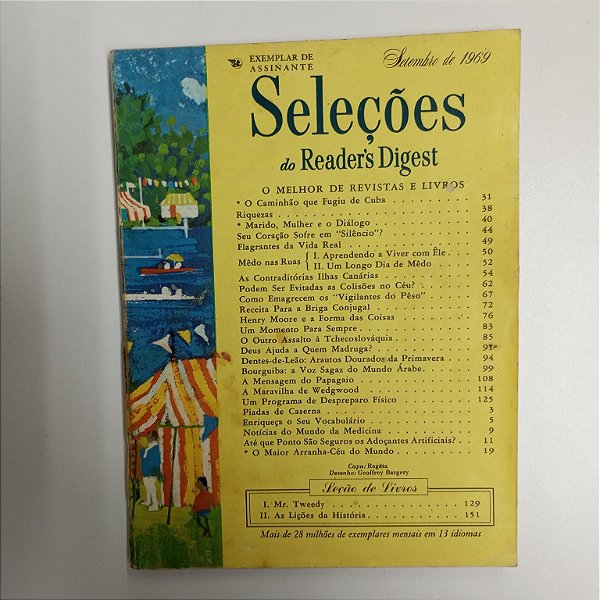 EXEMPLAR DE
ASSINANTE
Setembro de 1969
Seleções
do Reader's Digest
O MELHOR DE REVISTAS E LIVROS
* O Caminhão que Fugiu de Cuba . . . . . . . . . 31
Riquezas . . . . . . . . . . . . . . . . . . . . 38
* Marido, Mulher e o Diálogo . . . . . . . . . . 40
Seu Coração Sofre em "Silêncio"? . . . . . . . . 44
Flagrantes da Vida Real . . . . . . . . . . . . 49
Mêdo nas Ruas { I. Aprendendo a Viver com Êle . . 50
II. Um Longo Dia de Mêdo . . . 52
As Contraditórias Ilhas Canárias . . . . . . . . 54
Podem Ser Evitadas as Colisões no Céu? . . . . . 62
Como Emagrecem os "Vigilantes do Pêso" . . . . . 67
Receita Para a Briga Conjugal . . . . . . . . . 72
Henry Moore e a Forma das Coisas . . . . . . . . 76
Um Momento Para Sempre . . . . . . . . . . . . . 83
O Outro Assalto à Tchecoslováquia . . . . . . . 85
Deus Ajuda a Quem Madruga? . . . . . . . . . . . 91
Dentes-de-Leão: Arautos Dourados da Primavera . . 94
Bourguiba: a Voz Sagaz do Mundo Árabe . . . . . . 99
A Mensagem do Papagaio . . . . . . . . . . . . . 108
A Maravilha de Wedgwood . . . . . . . . . . . . 114
Um Programa de Despreparo Físico . . . . . . . . 125
Piadas de Caserna . . . . . . . . . . . . . . . 3
Enriqueça o Seu Vocabulário . . . . . . . . . . 5
Notícias do Mundo da Medicina . . . . . . . . . 9
Até que Ponto São Seguros os Adoçantes Artificiais? . . 11
* O Maior Arranha-Céu do Mundo . . . . . . . . . 19
Capa: Regata
Desenho: Geoffroy Bargery
Seção de Livros
I. Mr. Tweedy . . . . . . . . . . . . . . . . . 129
II. As Lições da História . . . . . . . . . . . 151
Mais de 28 milhões de exemplares mensais em 13 idiomas